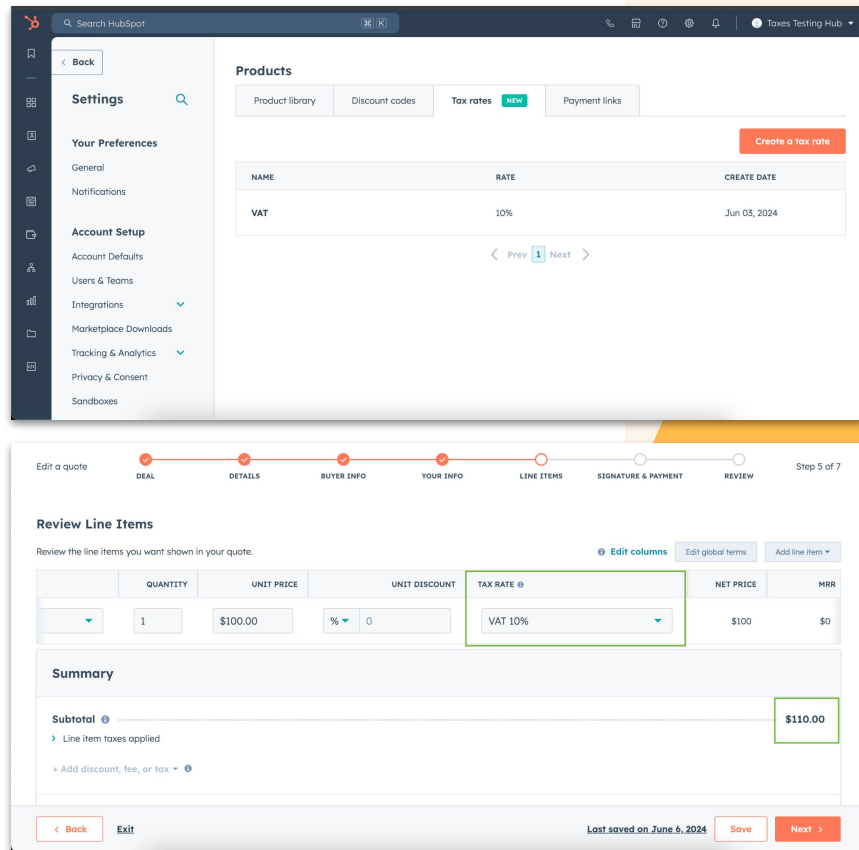 Search HubSpot ⌘ K Taxes Testing Hub
Back
Settings
Your Preferences
General
Notifications
Account Setup
Account Defaults
Users & Teams
Integrations
Marketplace Downloads
Tracking & Analytics
Privacy & Consent
Sandboxes
Products
Product library Discount codes Tax rates NEW Payment links
Create a tax rate
NAME RATE CREATE DATE
VAT 10% Jun 03, 2024
Prev 1 Next
Edit a quote DEAL DETAILS BUYER INFO YOUR INFO LINE ITEMS SIGNATURE & PAYMENT REVIEW Step 5 of 7
Review Line Items
Review the line items you want shown in your quote. Edit columns Edit global terms Add line item
QUANTITY UNIT PRICE UNIT DISCOUNT TAX RATE NET PRICE MRR
1 $100.00 % 0 VAT 10% $100 $0
Summary
Subtotal $110.00
Line item taxes applied
+ Add discount, fee, or tax
Back Exit Last saved on June 6, 2024 Save Next